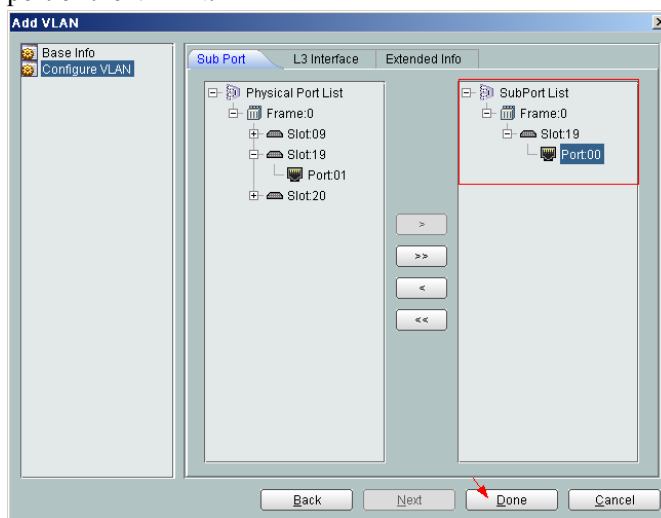 Add VLAN
Base Info
Configure VLAN
Sub Port L3 Interface Extended Info
Physical Port List
Frame:0
Slot:09
Slot:19
Port:01
Slot:20
>
>>
<
<<
SubPort List
Frame:0
Slot:19
Port:00
Back Next Done Cancel